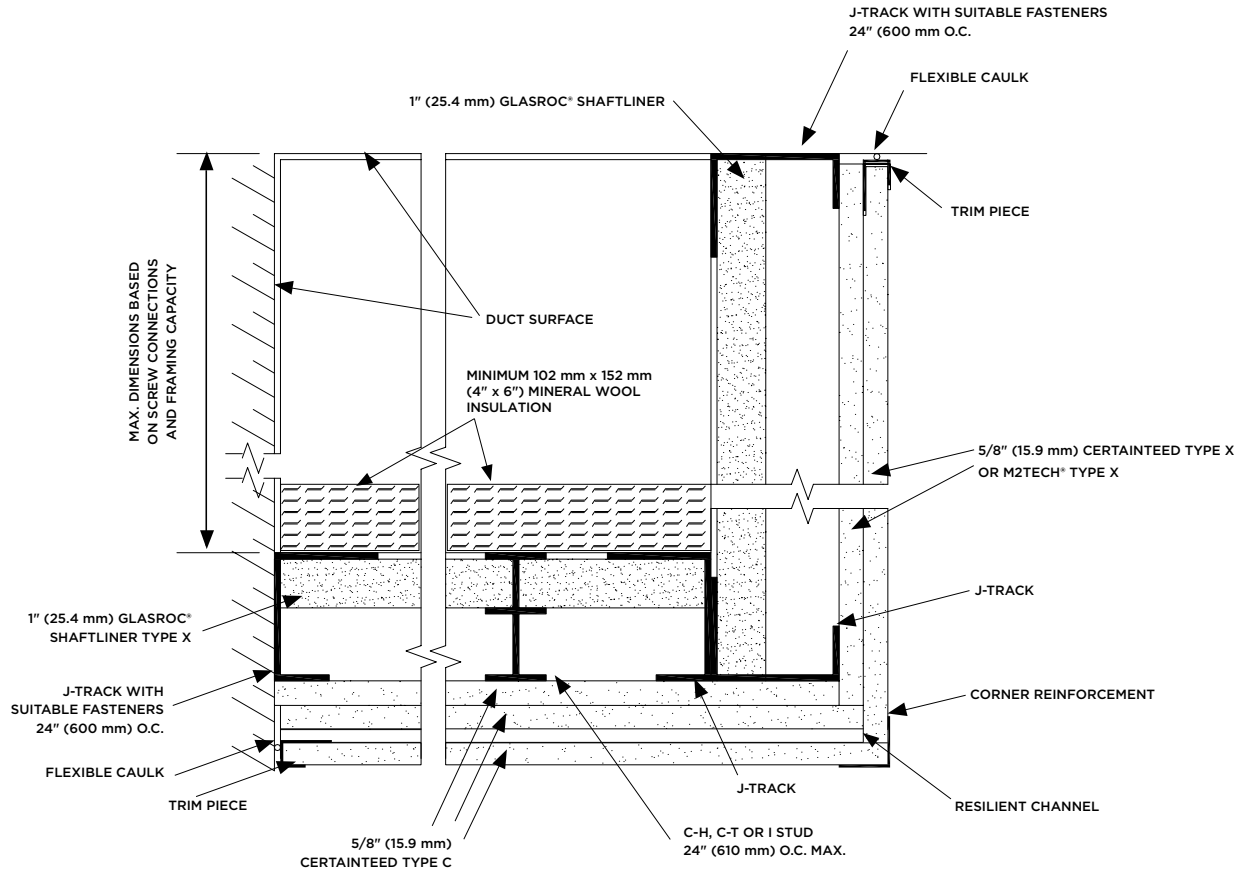 J-TRACK WITH SUITABLE FASTENERS
24" (600 mm O.C.
FLEXIBLE CAULK
1" (25.4 mm) GLASROC® SHAFTLINER
TRIM PIECE
MAX. DIMENSIONS BASED
ON SCREW CONNECTIONS
AND FRAMING CAPACITY
DUCT SURFACE
MINIMUM 102 mm x 152 mm
(4" x 6") MINERAL WOOL
INSULATION
5/8" (15.9 mm) CERTAINTEED TYPE X
OR M2TECH® TYPE X
J-TRACK
1" (25.4 mm) GLASROC®
SHAFTLINER TYPE X
J-TRACK WITH
SUITABLE FASTENERS
24" (600 mm) O.C.
CORNER REINFORCEMENT
FLEXIBLE CAULK
J-TRACK
TRIM PIECE
RESILIENT CHANNEL
5/8" (15.9 mm)
CERTAINTEED TYPE C
C-H, C-T OR I STUD
24" (610 mm) O.C. MAX.